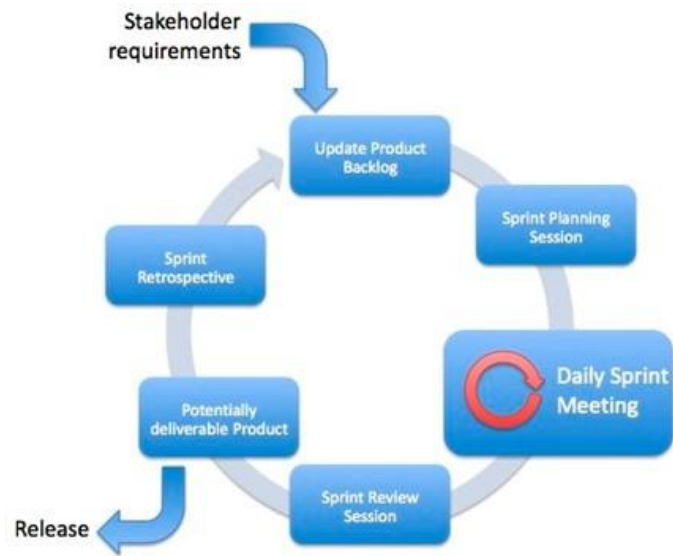 Stakeholder
requirements
Update Product
Backlog
Sprint Planning
Session
Daily Sprint
Meeting
Sprint Review
Session
Potentially
deliverable Product
Release
Sprint
Retrospective